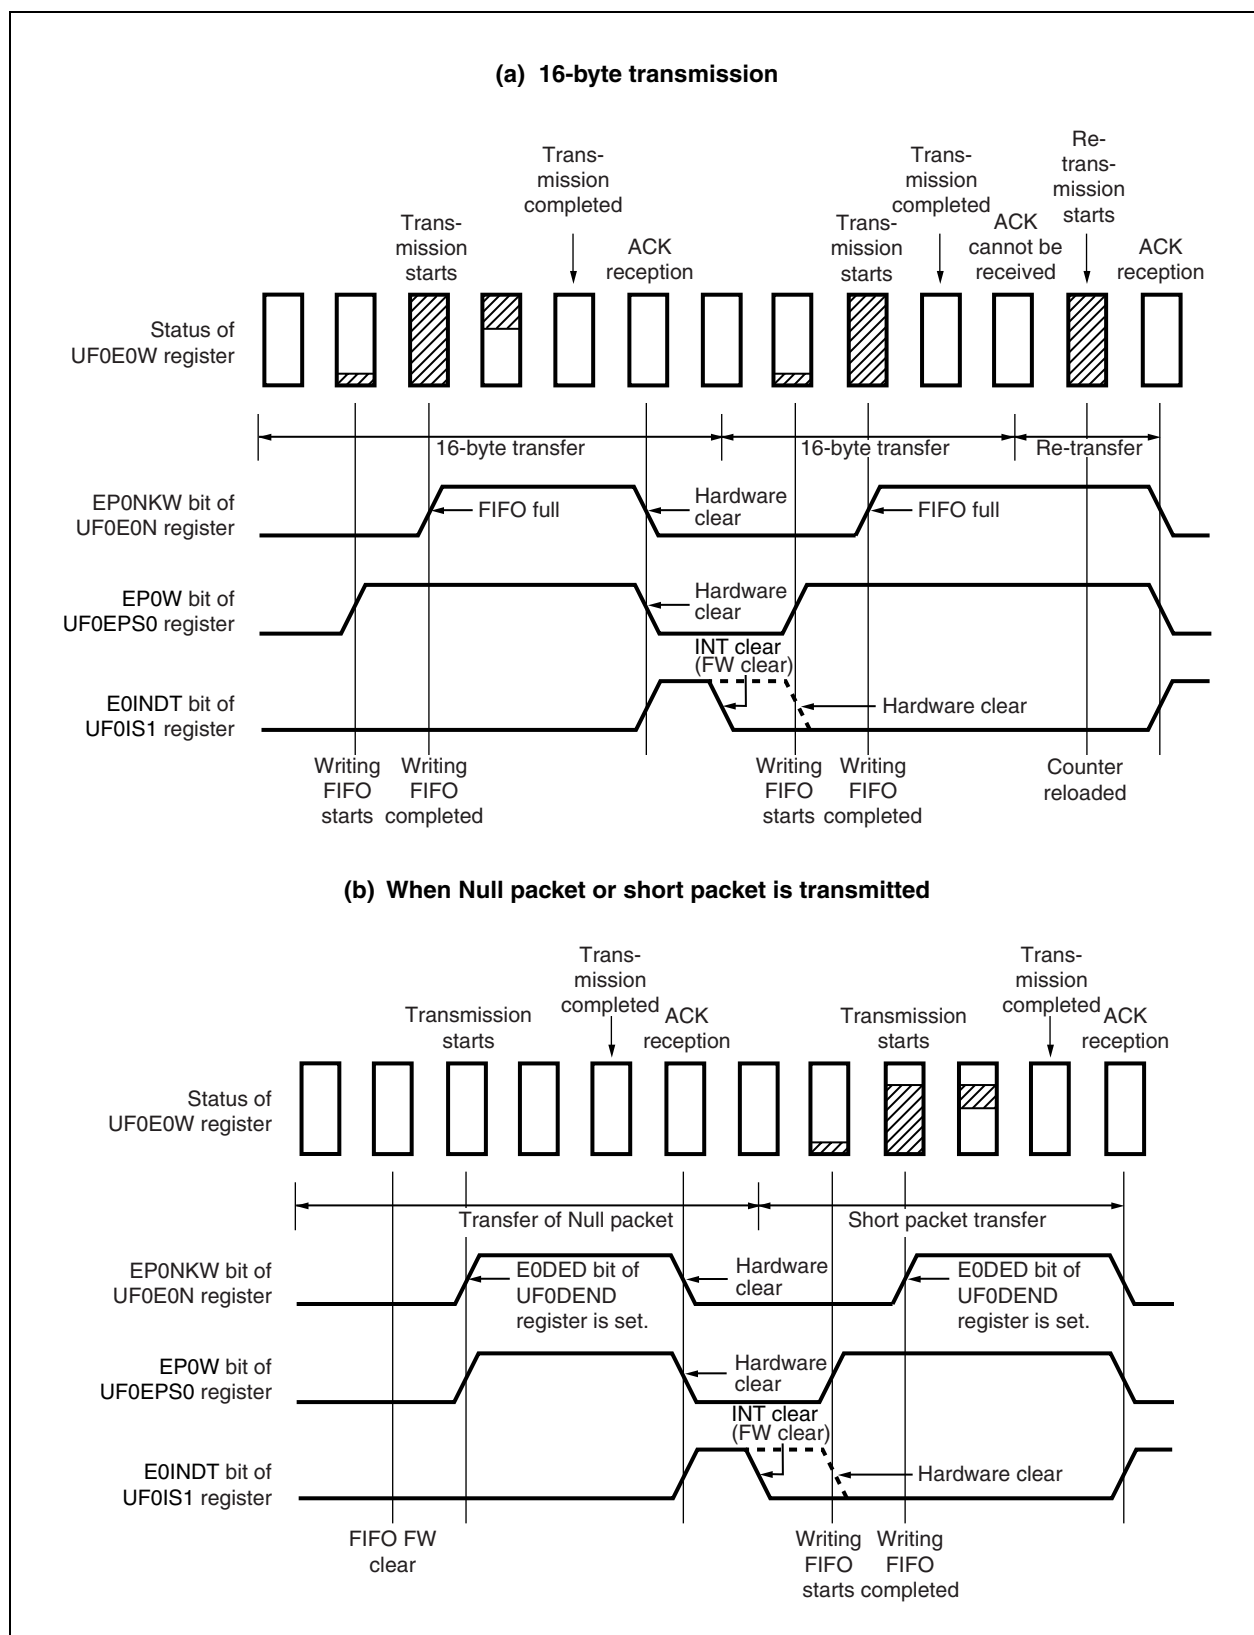 (a) 16-byte transmission
Trans-
mission
completed
Trans-
mission
completed
Re-
trans-
mission
starts
Trans-
mission
starts
ACK
reception
Trans-
mission
starts
ACK
cannot be
received
ACK
reception
Status of
UF0E0W register
16-byte transfer
16-byte transfer
Re-transfer
EP0NKW bit of
UF0E0N register
FIFO full
Hardware
clear
FIFO full
EP0W bit of
UF0EPS0 register
Hardware
clear
INT clear
(FW clear)
E0INDT bit of
UF0IS1 register
Hardware clear
Writing
FIFO
starts
Writing
FIFO
completed
Writing
FIFO
starts
Writing
FIFO
completed
Counter
reloaded
(b) When Null packet or short packet is transmitted
Trans-
mission
completed
Trans-
mission
completed
Transmission
starts
ACK
reception
Transmission
starts
ACK
reception
Status of
UF0E0W register
Transfer of Null packet
Short packet transfer
EP0NKW bit of
UF0E0N register
E0DED bit of
UF0DEND
register is set.
Hardware
clear
E0DED bit of
UF0DEND
register is set.
EP0W bit of
UF0EPS0 register
Hardware
clear
INT clear
(FW clear)
E0INDT bit of
UF0IS1 register
Hardware clear
FIFO FW
clear
Writing
FIFO
starts
Writing
FIFO
completed